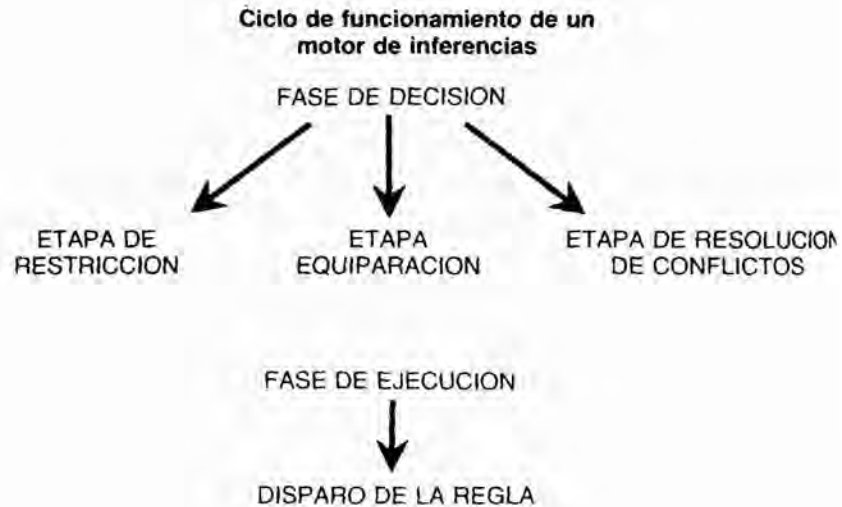 Ciclo de funcionamiento de un
motor de inferencias
FASE DE DECISION
ETAPA DE
RESTRICCION
ETAPA
EQUIPARACION
ETAPA DE RESOLUCION
DE CONFLICTOS
FASE DE EJECUCION
DISPARO DE LA REGLA